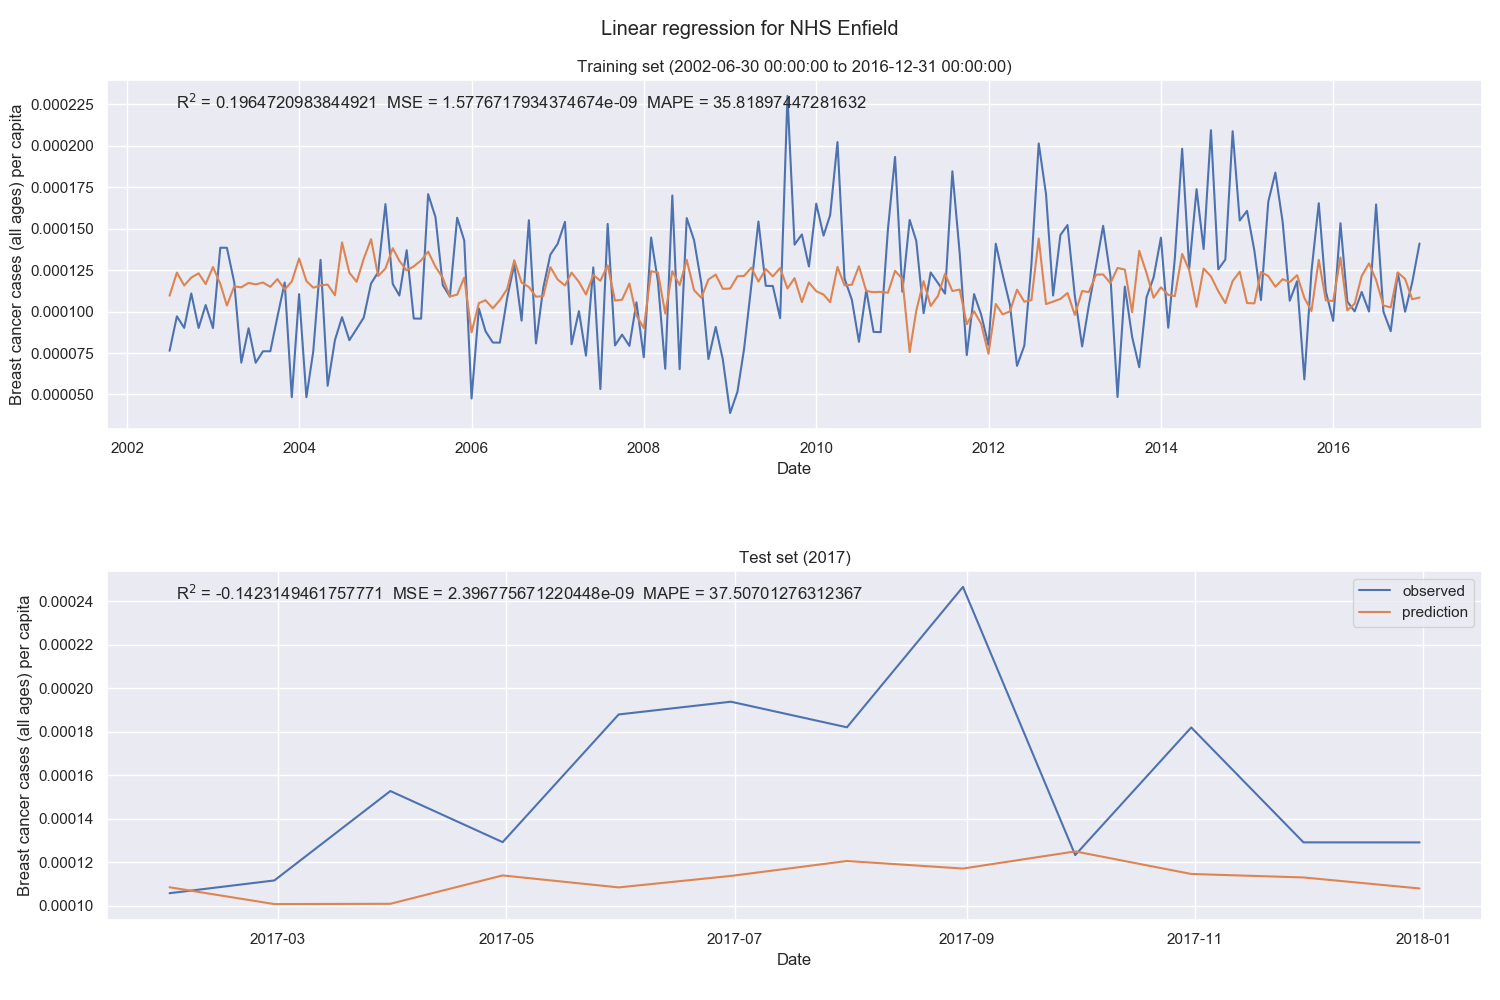 Linear regression for NHS Enfield
Training set (2002-06-30 00:00:00 to 2016-12-31 00:00:00)
R² = 0.1964720983844921 MSE = 1.5776717934374674e-09 MAPE = 35.81897447281632
Breast cancer cases (all ages) per capita
0.000225
0.000200
0.000175
0.000150
0.000125
0.000100
0.000075
0.000050
2002 2004 2006 2008 2010 2012 2014 2016
Date
Test set (2017)
R² = -0.1423149461757771 MSE = 2.396775671220448e-09 MAPE = 37.50701276312367
observed
prediction
Breast cancer cases (all ages) per capita
0.00024
0.00022
0.00020
0.00018
0.00016
0.00014
0.00012
0.00010
2017-03 2017-05 2017-07 2017-09 2017-11 2018-01
Date